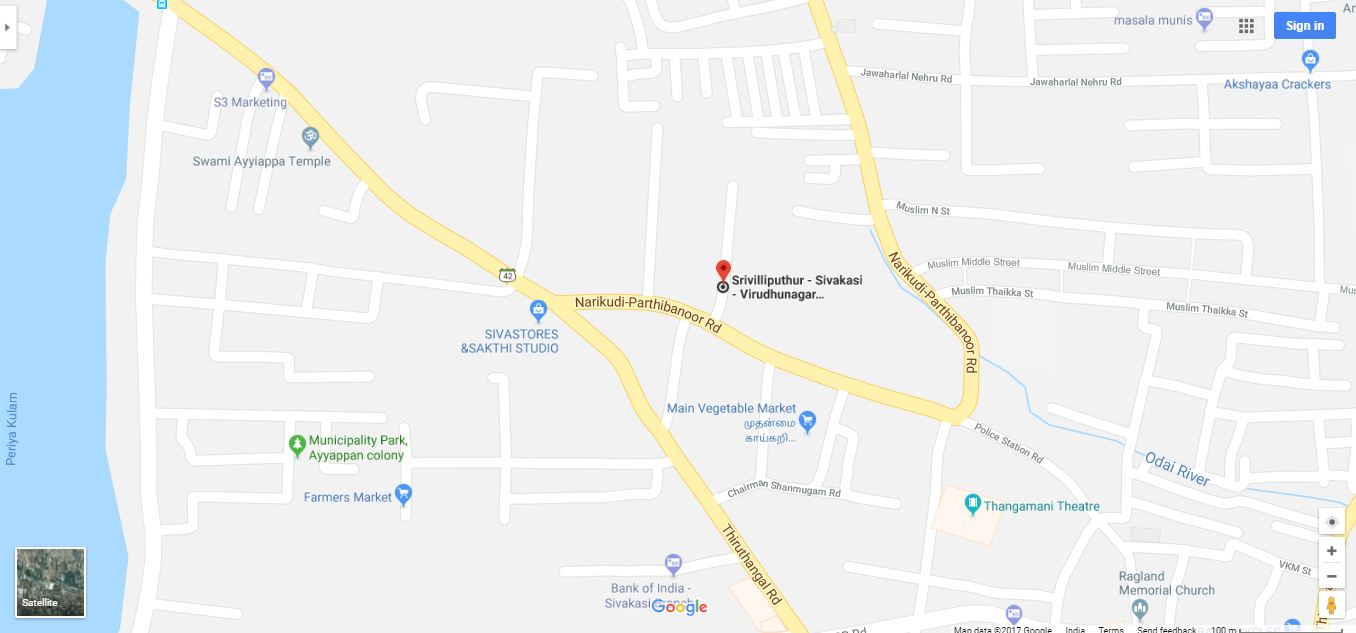 masala munis
Sign in
Jawaharlal Nehru Rd
Jawaharlal Nehru Rd
Akshayaa Crackers
S3 Marketing
Swami Ayyiappa Temple
Muslim N St
42
Srivilliputhur - Sivakasi
- Virudhunagar...
Narikudi-Parthibanoor Rd
Narikudi-Parthibanoor Rd
Muslim Middle Street
Muslim Middle Street
Muslim Thaikka St
Muslim Thaikka St
SIVASTORES
&SAKTHI STUDIO
Periya Kulam
Main Vegetable Market
முதன்மை
காய்கறி...
Municipality Park,
Ayyappan colony
Farmers Market
Police Station Rd
Odai River
Chairman Shanmugam Rd
Thangamani Theatre
Thiruthangal Rd
Bank of India -
Sivakasi
VKM St
Ragland
Memorial Church
Satellite
Google
Map data ©2017 Google
India
Terms
Send feedback
100 m